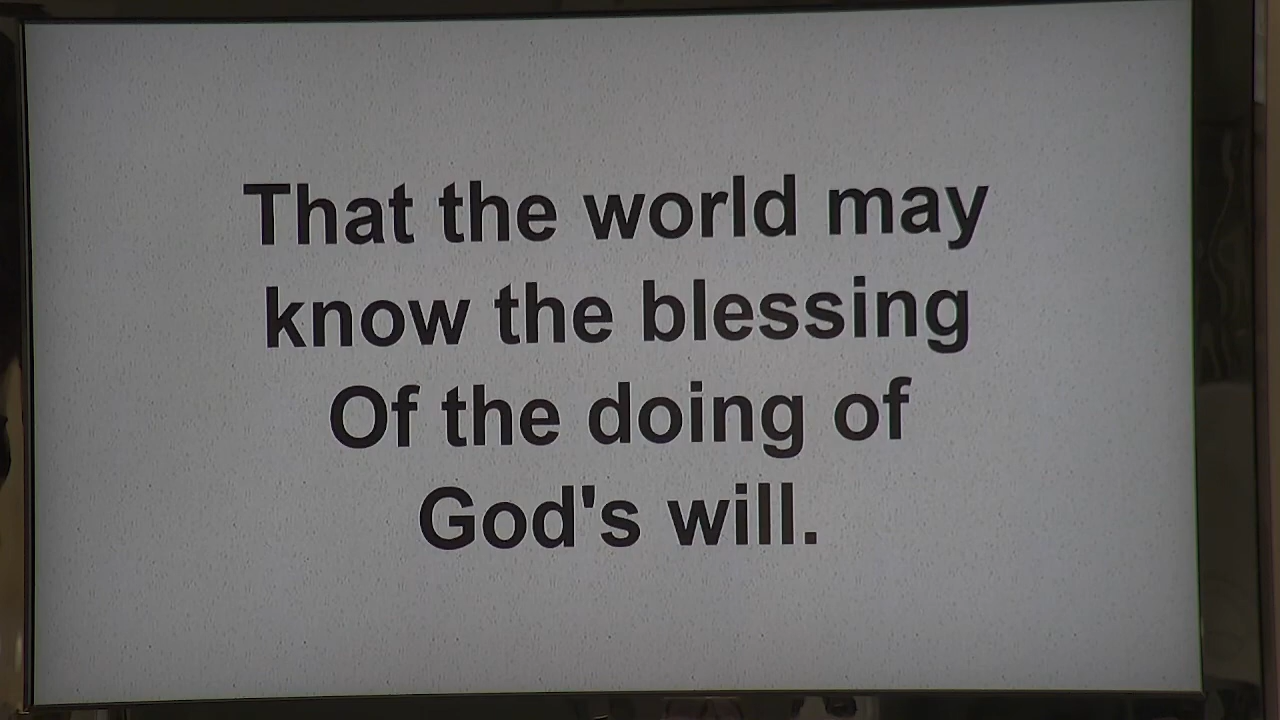 That the world may
know the blessing
Of the doing of
God's will.